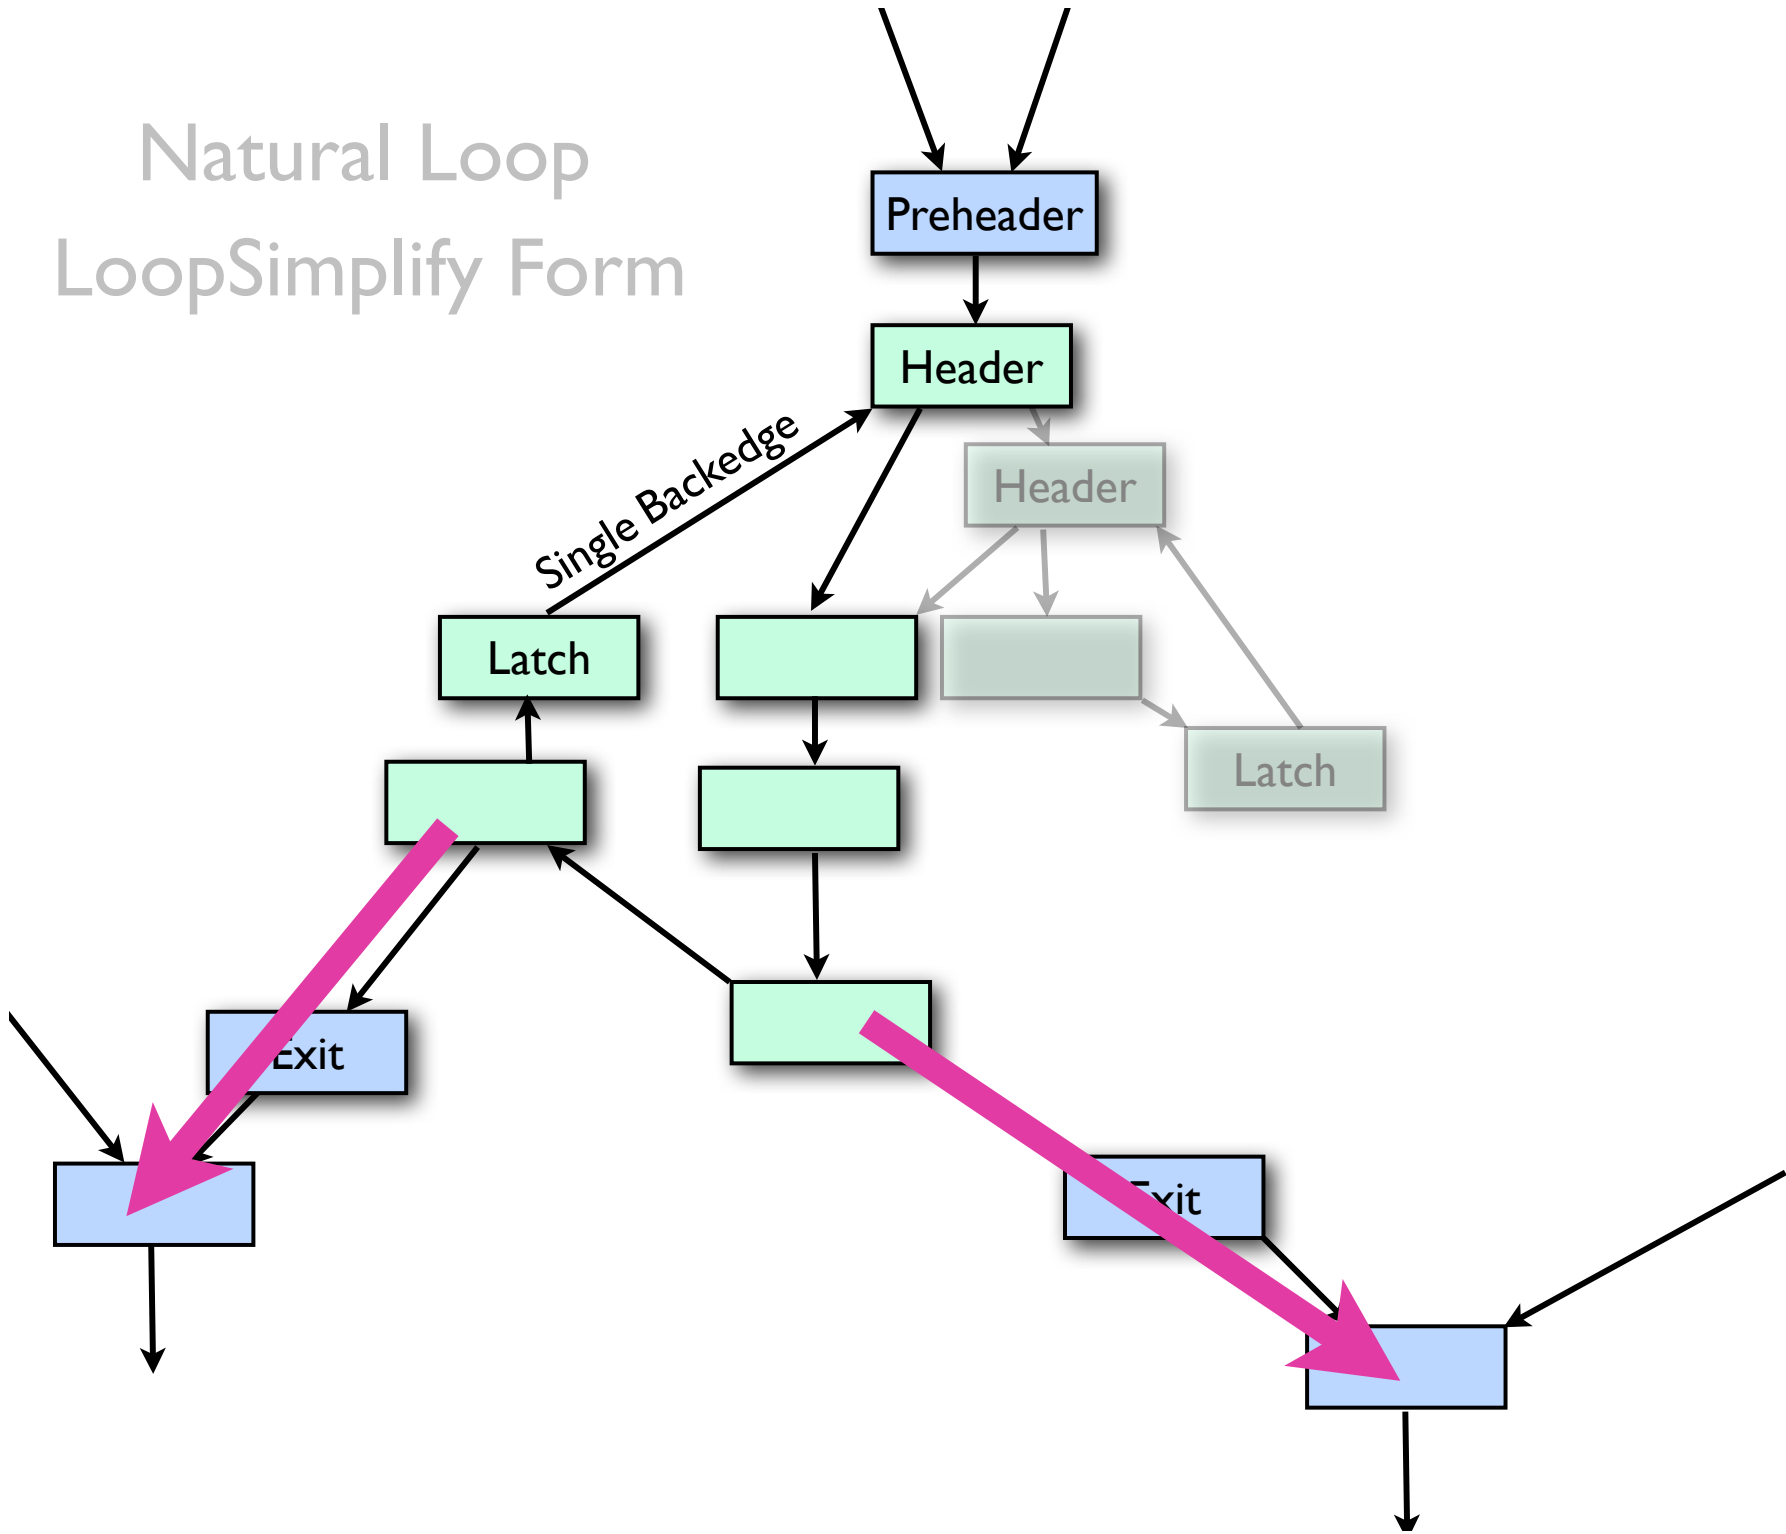 Natural Loop
LoopSimplify Form
Preheader
Header
Single Backedge
Header
Latch
Latch
Exit
Exit